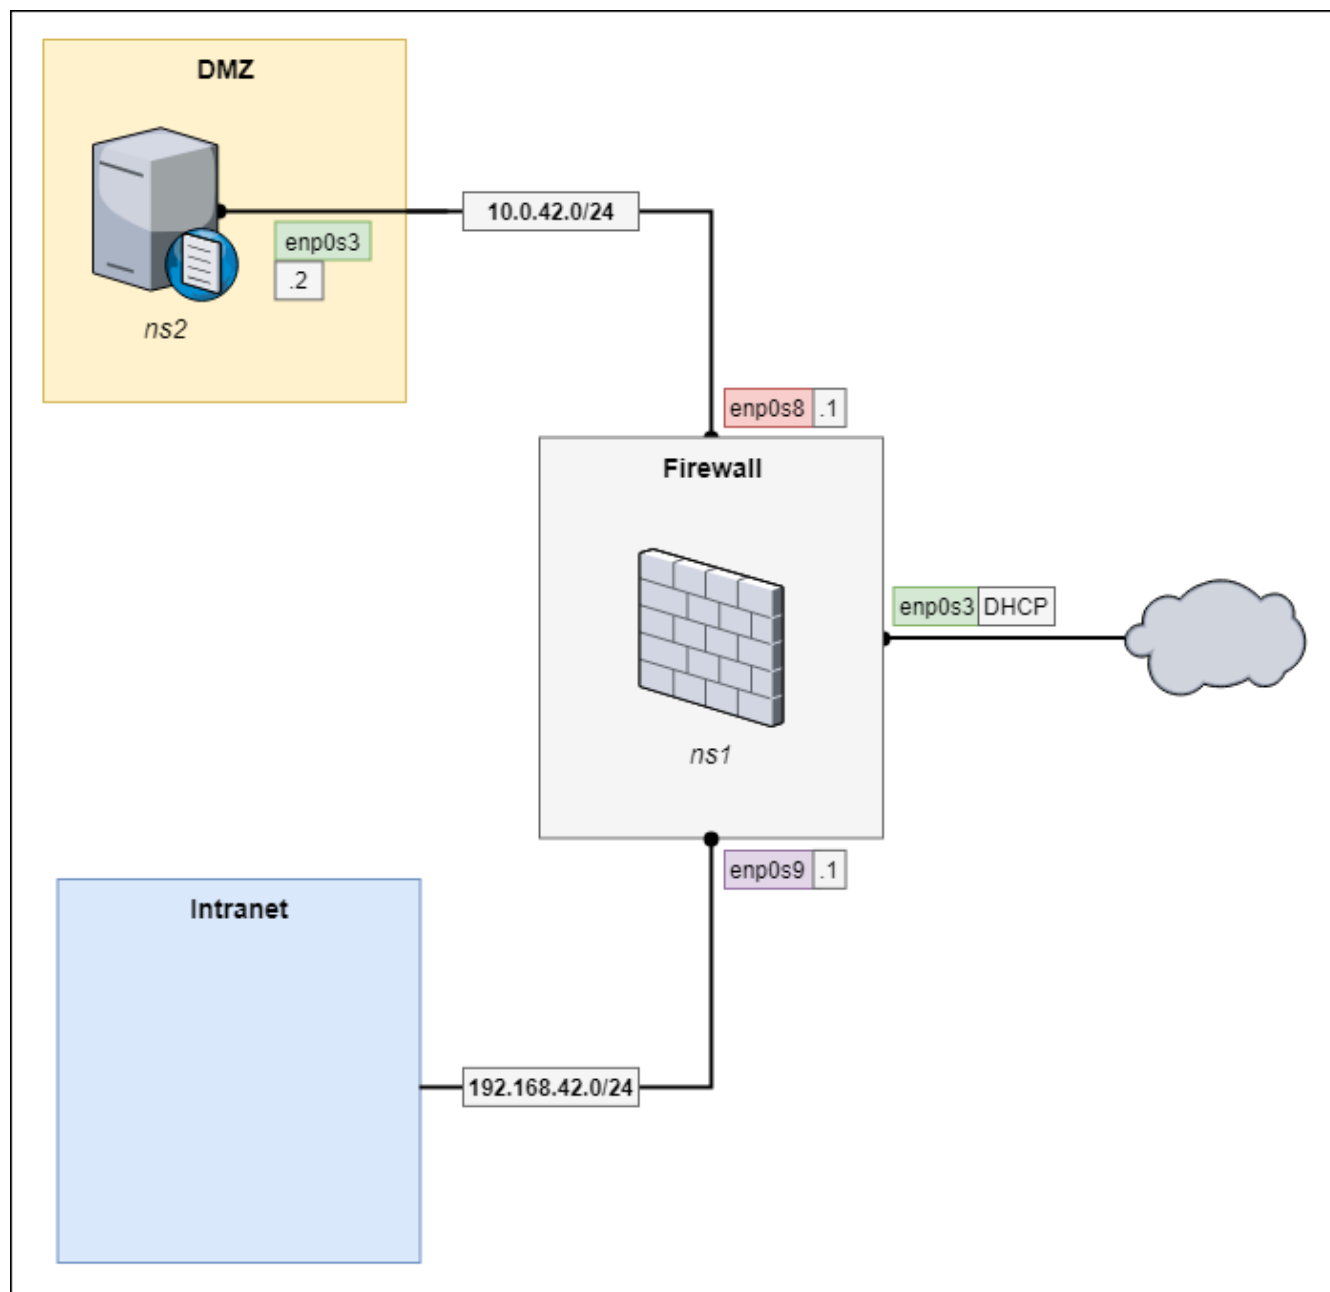 DMZ
10.0.42.0/24
enp0s3
.2
ns2
enp0s8 .1
Firewall
enp0s3 DHCP
ns1
enp0s9 .1
Intranet
192.168.42.0/24